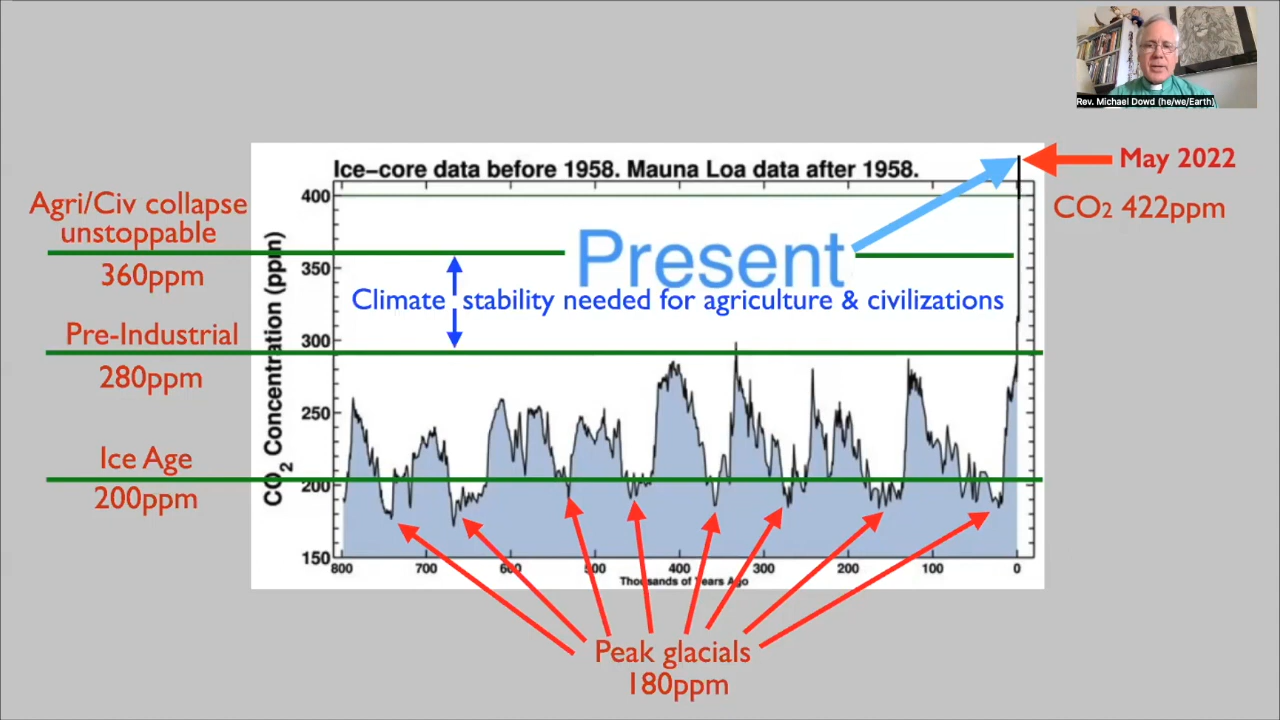 Rev. Michael Dowd (he/we/Earth)
Ice-core data before 1958. Mauna Loa data after 1958.
May 2022
CO₂ 422ppm
Agri/Civ collapse
unstoppable
360ppm
Pre-Industrial
280ppm
Ice Age
200ppm
CO₂ Concentration (ppm)
400
350
300
250
200
150
Present
Climate stability needed for agriculture & civilizations
800 700 600 500 400 300 200 100 0
Thousands of Years Ago
Peak glacials
180ppm